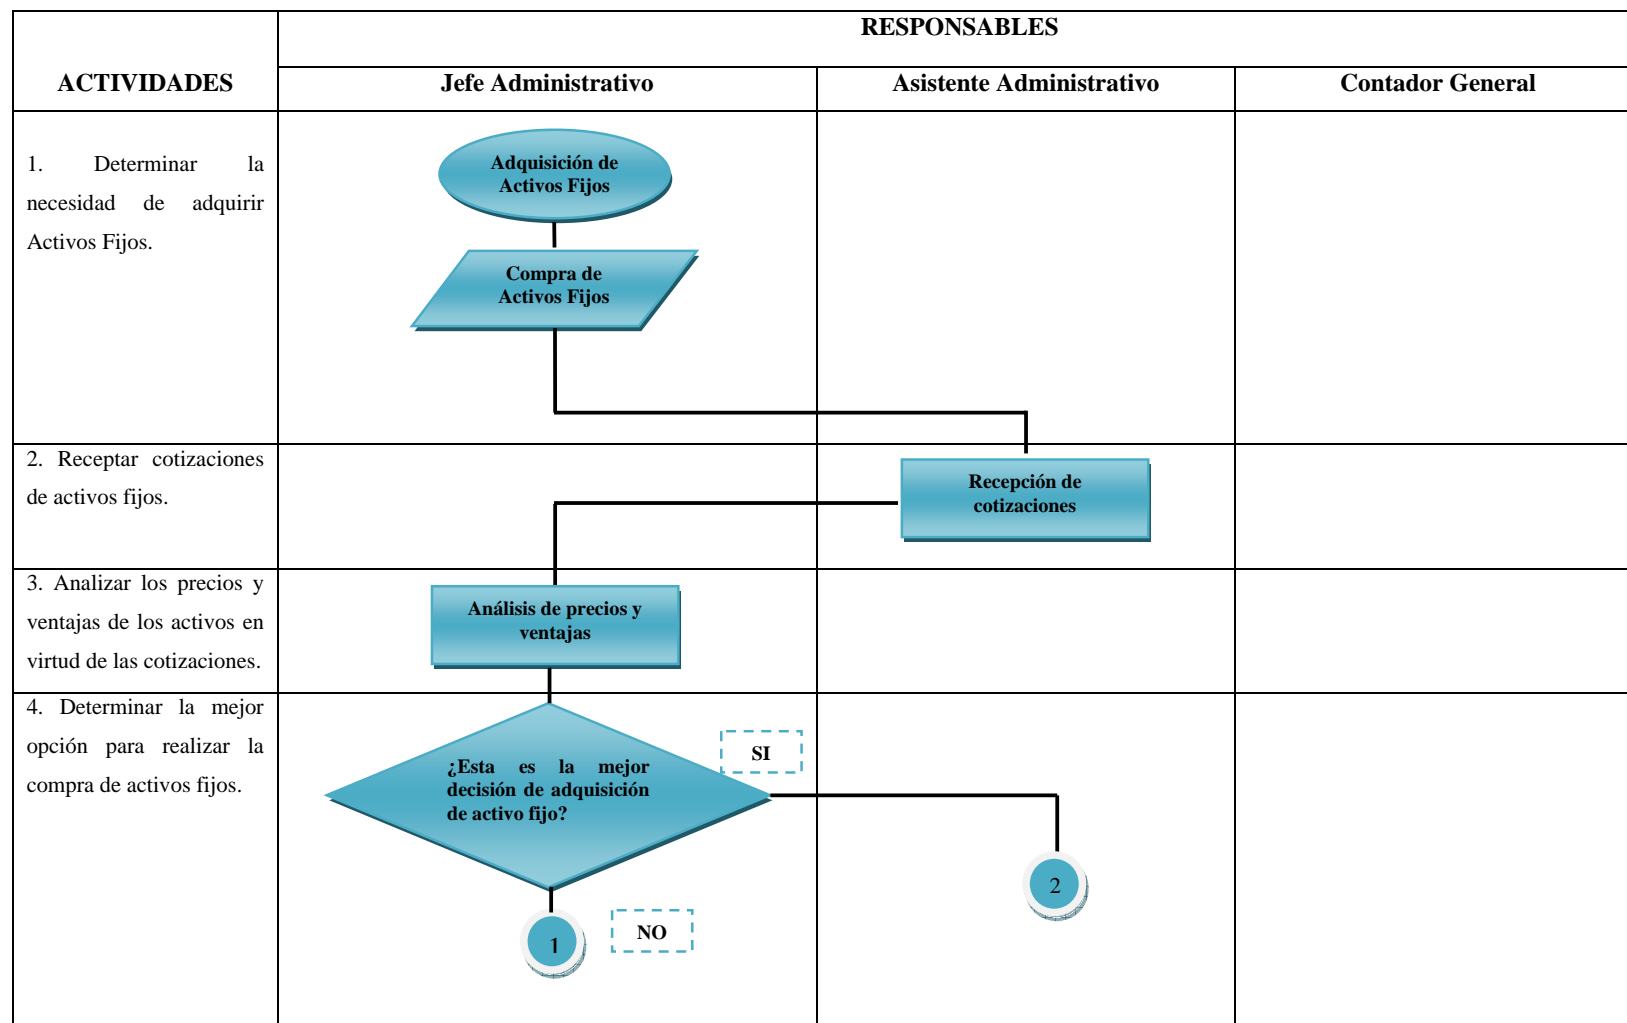 RESPONSABLES
ACTIVIDADES
Jefe Administrativo
Asistente Administrativo
Contador General
1. Determinar la
necesidad de adquirir
Activos Fijos.
Adquisición de
Activos Fijos
Compra de
Activos Fijos
2. Receptar cotizaciones
de activos fijos.
Recepción de
cotizaciones
3. Analizar los precios y
ventajas de los activos en
virtud de las cotizaciones.
Análisis de precios y
ventajas
4. Determinar la mejor
opción para realizar la
compra de activos fijos.
¿Esta es la mejor
decisión de adquisición
de activo fijo?
SI
2
1
NO